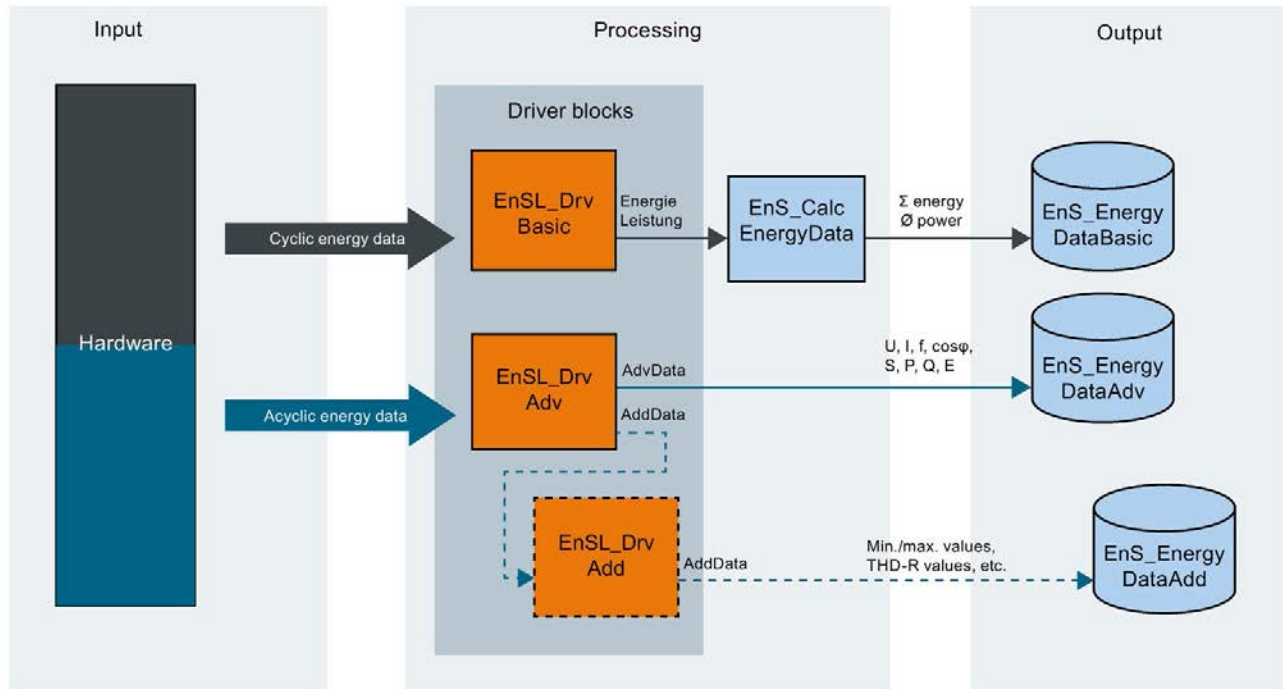 Input
Processing
Output
Hardware
Driver blocks
Cyclic energy data
EnSL_Drv
Basic
Energie
Leistung
EnS_Calc
EnergyData
Σ energy
Ø power
EnS_Energy
DataBasic
Acyclic energy data
EnSL_Drv
Adv
AdvData
AddData
U, I, f, cosφ,
S, P, Q, E
EnS_Energy
DataAdv
EnSL_Drv
Add
AddData
Min./max. values,
THD-R values, etc.
EnS_Energy
DataAdd